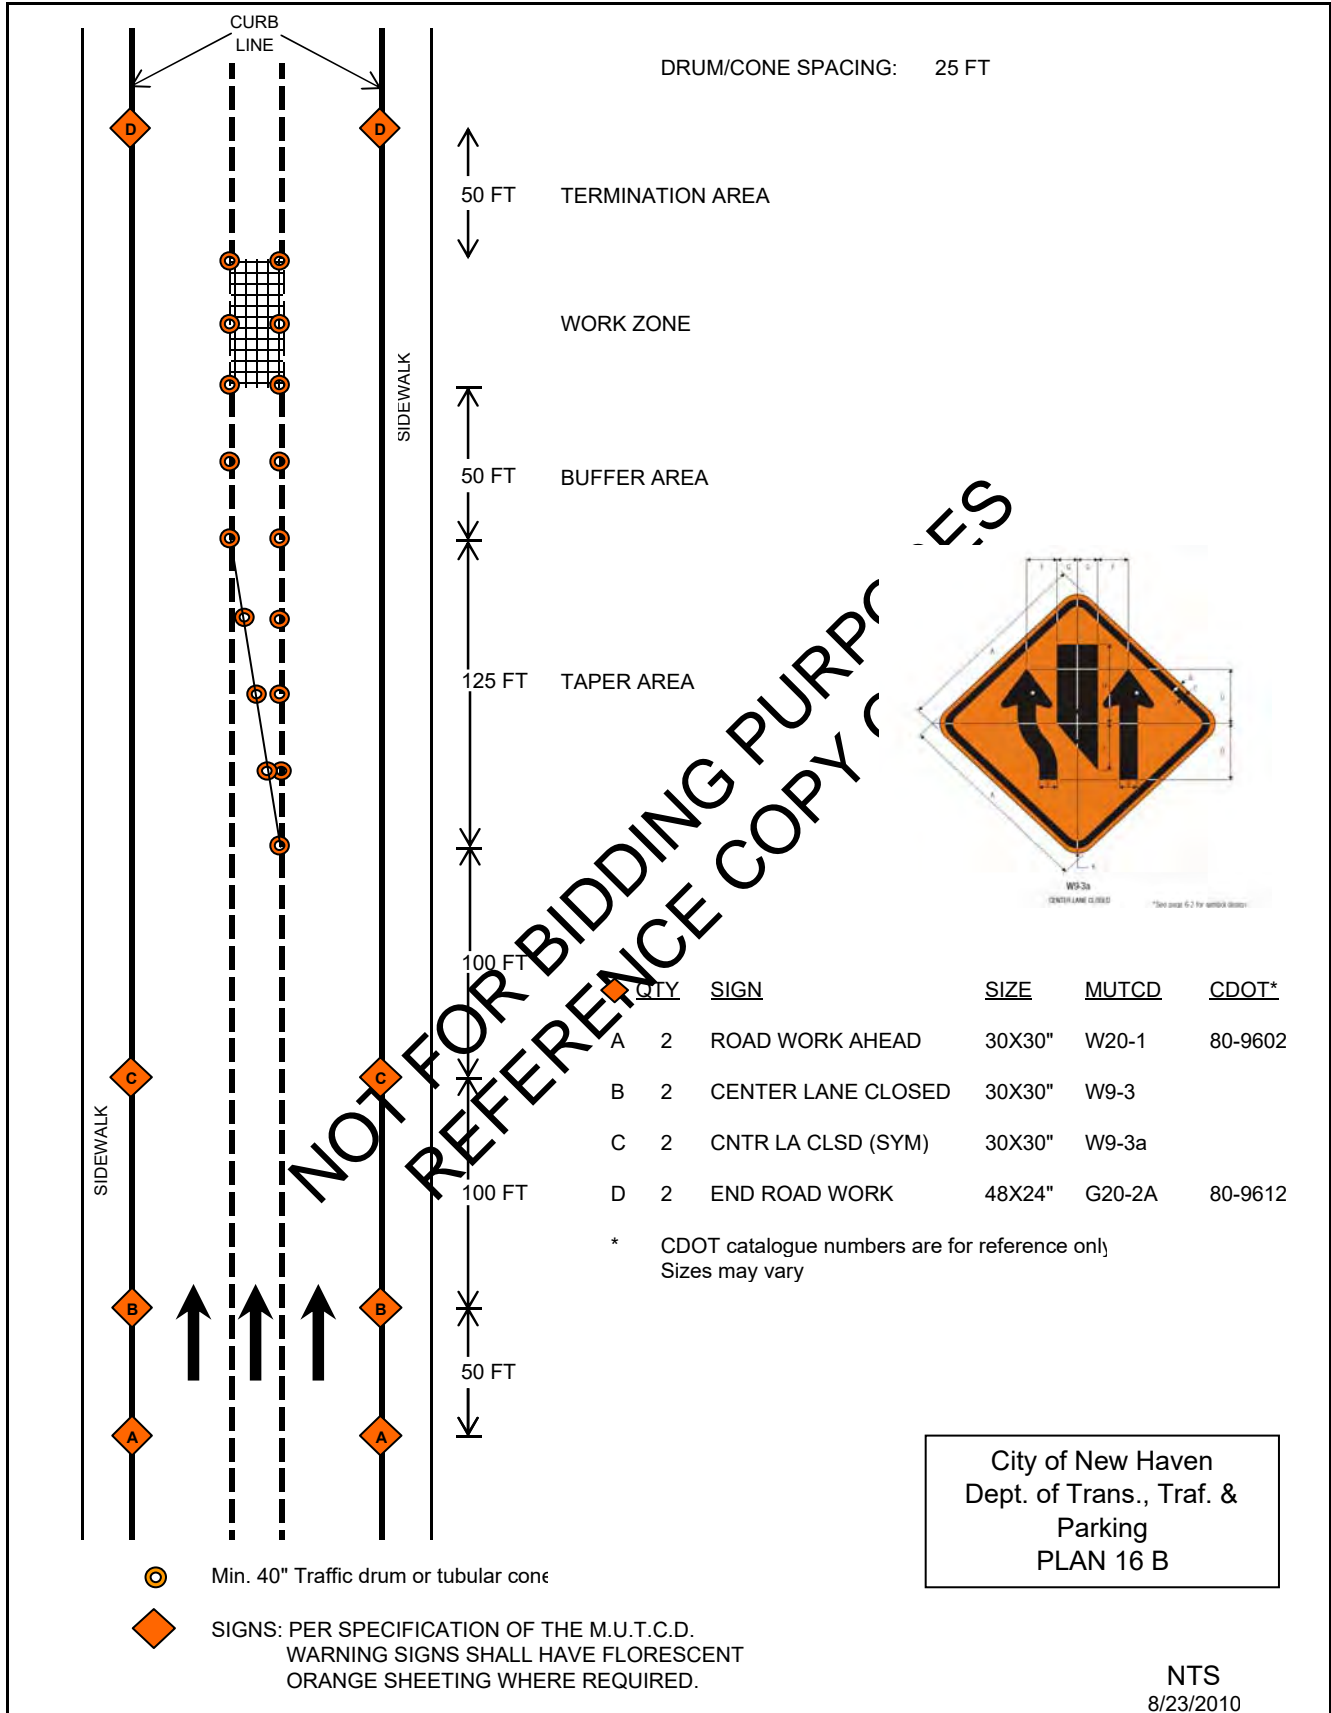 CURB
LINE
DRUM/CONE SPACING: 25 FT
D
D
50 FT TERMINATION AREA
WORK ZONE
SIDEWALK
50 FT BUFFER AREA
125 FT TAPER AREA
W9-3a
CENTER LANE CLOSED
100 FT
QTY SIGN SIZE MUTCD CDOT*
A 2 ROAD WORK AHEAD 30X30" W20-1 80-9602
B 2 CENTER LANE CLOSED 30X30" W9-3
C 2 CNTR LA CLSD (SYM) 30X30" W9-3a
D 2 END ROAD WORK 48X24" G20-2A 80-9612
* CDOT catalogue numbers are for reference only
Sizes may vary
C
C
SIDEWALK
100 FT
B
B
50 FT
A
A
NOT FOR BIDDING PURPOSES
REFERENCE COPY
City of New Haven
Dept. of Trans., Traf. &
Parking
PLAN 16 B
Min. 40" Traffic drum or tubular cone
SIGNS: PER SPECIFICATION OF THE M.U.T.C.D.
WARNING SIGNS SHALL HAVE FLORESCENT
ORANGE SHEETING WHERE REQUIRED.
NTS
8/23/2010